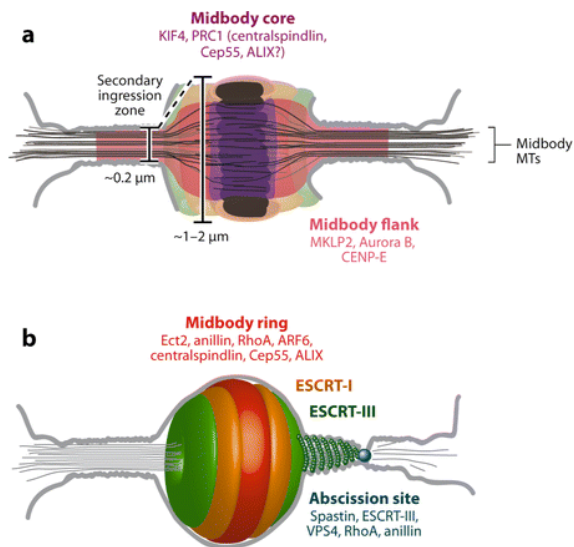 a
Midbody core
KIF4, PRC1 (centralspindlin,
Cep55, ALIX?)
Secondary
ingression
zone
~0.2 μm
~1–2 μm
Midbody
MTs
Midbody flank
MKLP2, Aurora B,
CENP-E
b
Midbody ring
Ect2, anillin, RhoA, ARF6,
centralspindlin, Cep55, ALIX
ESCRT-I
ESCRT-III
Abscission site
Spastin, ESCRT-III,
VPS4, RhoA, anillin